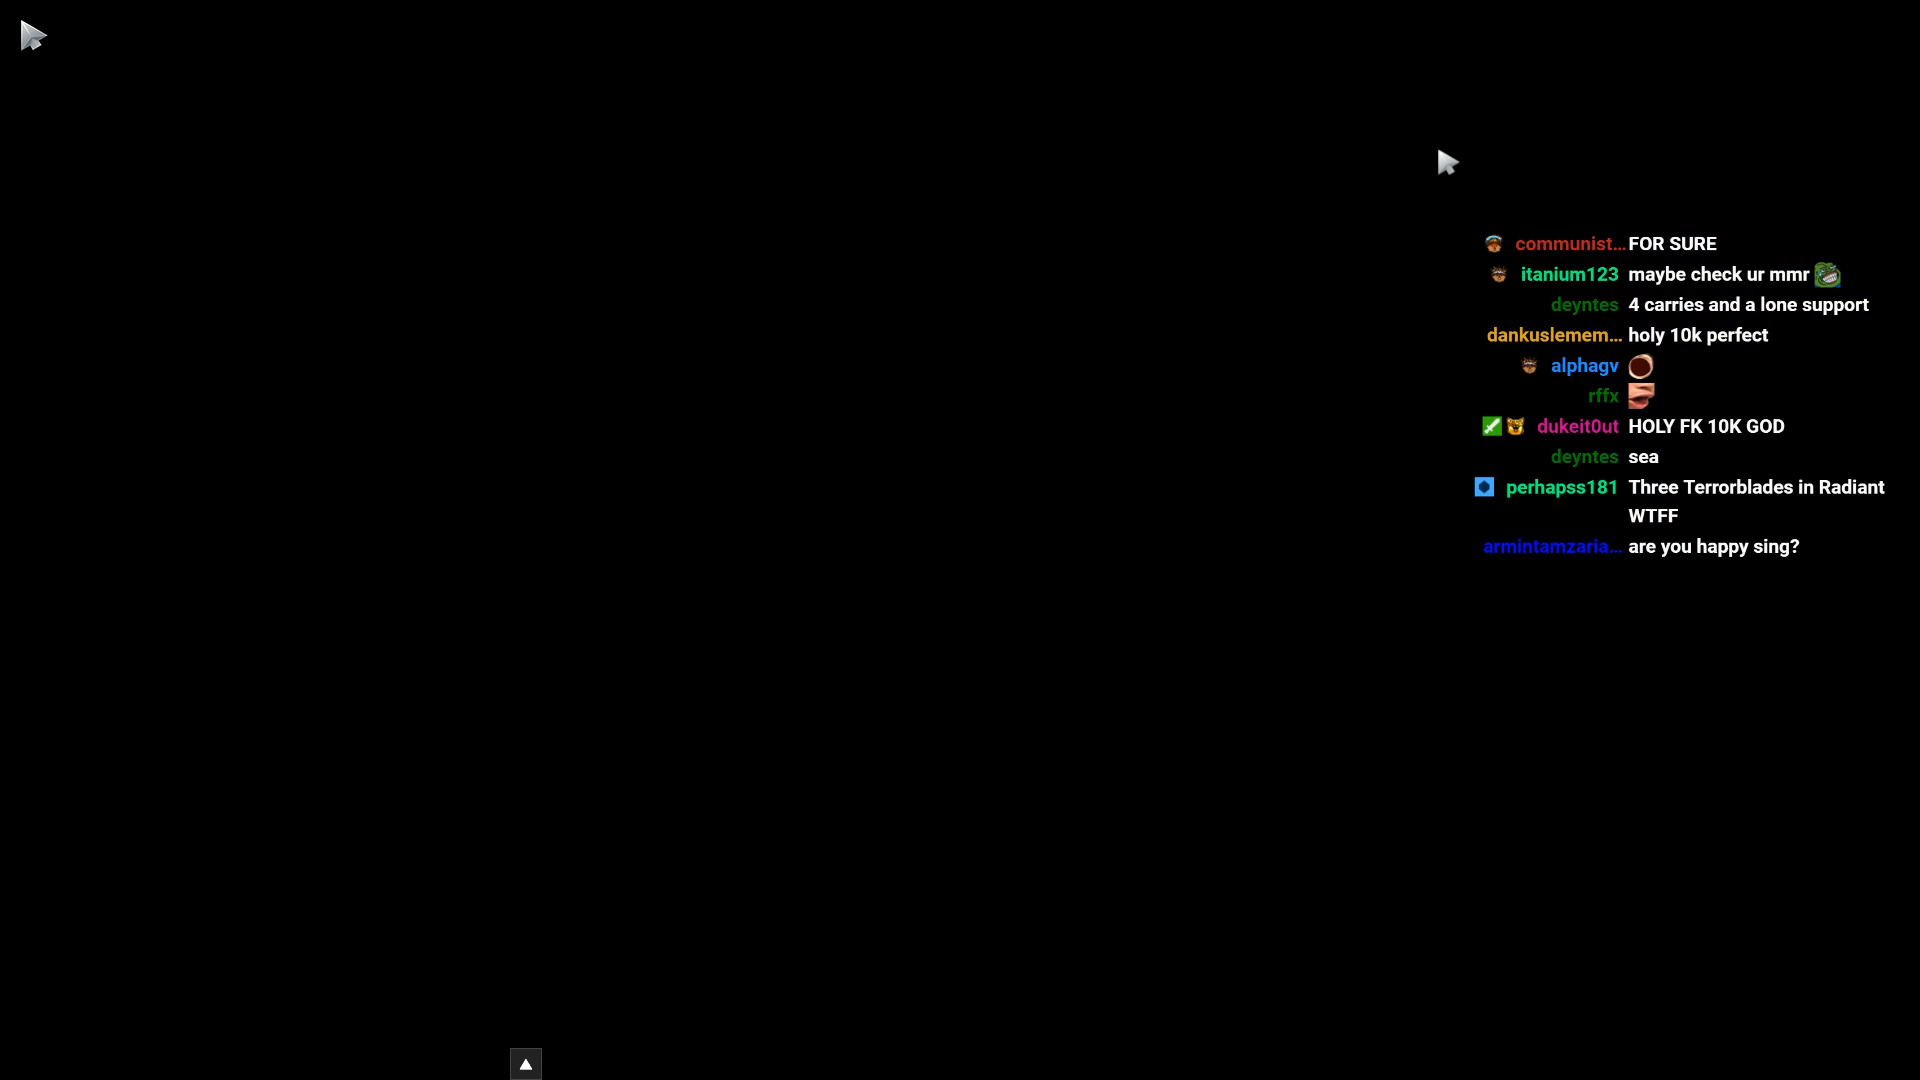 communist... FOR SURE
itanium123 maybe check ur mmr
deyntes 4 carries and a lone support
dankuslemem... holy 10k perfect
alphagv
rffx
dukeit0ut HOLY FK 10K GOD
deyntes sea
perhapss181 Three Terrorblades in Radiant
WTFF
armintamzaria... are you happy sing?